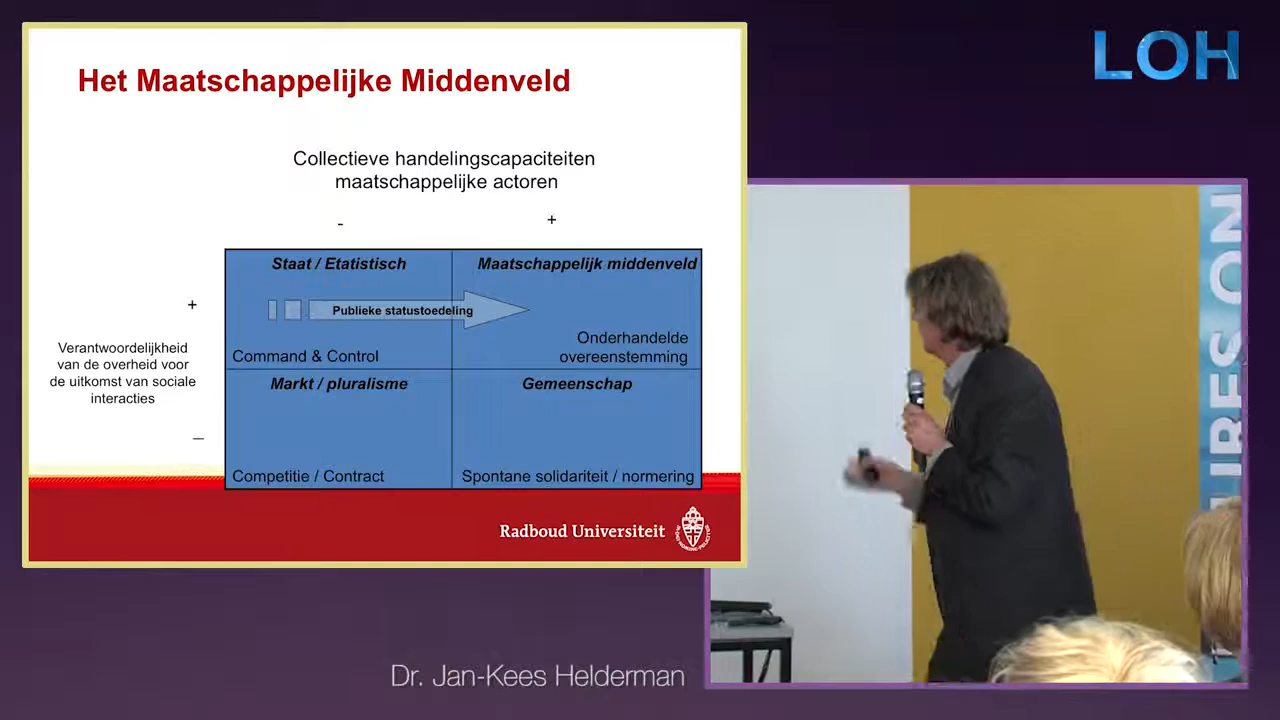 LOH
Het Maatschappelijke Middenveld
Collectieve handelingscapaciteiten
maatschappelijke actoren
-
+
Staat / Etatistisch
Maatschappelijk middenveld
+
Publieke statustoedeling
Onderhandelde
overeenstemming
Command & Control
Verantwoordelijkheid
van de overheid voor
de uitkomst van sociale
interacties
Markt / pluralisme
Gemeenschap
–
Competitie / Contract
Spontane solidariteit / normering
Radboud Universiteit
Dr. Jan-Kees Helderman